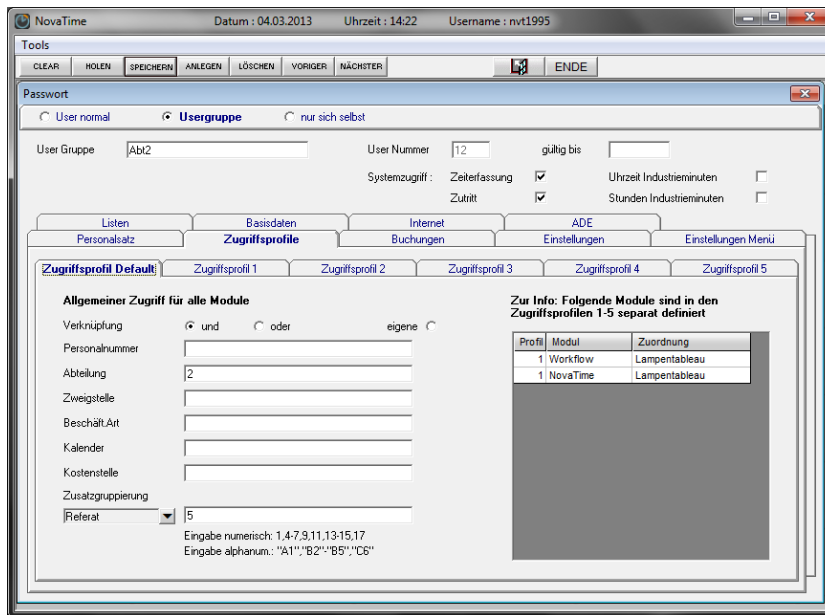 NovaTime Datum : 04.03.2013 Uhrzeit : 14:22 Username : nvt1995
Tools
CLEAR HOLEN SPEICHERN ANLEGEN LÖSCHEN VORIGER NÄCHSTER ENDE
Passwort
User normal Usergruppe nur sich selbst
User Gruppe Abt2 User Nummer 12 gültig bis
Systemzugriff : Zeiterfassung Uhrzeit Industrieminuten
Zutritt Stunden Industrieminuten
Listen Basisdaten Internet ADE
Personalsatz Zugriffsprofile Buchungen Einstellungen Einstellungen Menü
Zugriffsprofil Default Zugriffsprofil 1 Zugriffsprofil 2 Zugriffsprofil 3 Zugriffsprofil 4 Zugriffsprofil 5
Allgemeiner Zugriff für alle Module
Zur Info: Folgende Module sind in den
Zugriffsprofilen 1-5 separat definiert
Verknüpfung und oder eigene
Personalnummer
Abteilung 2
Zweigstelle
Beschäft.Art
Kalender
Kostenstelle
Zusatzgruppierung
Referat 5
Eingabe numerisch: 1,4-7,9,11,13-15,17
Eingabe alphanum.: "A1","B2"-"B5","C6"
Profil Modul Zuordnung
1 Workflow Lampentableau
1 NovaTime Lampentableau